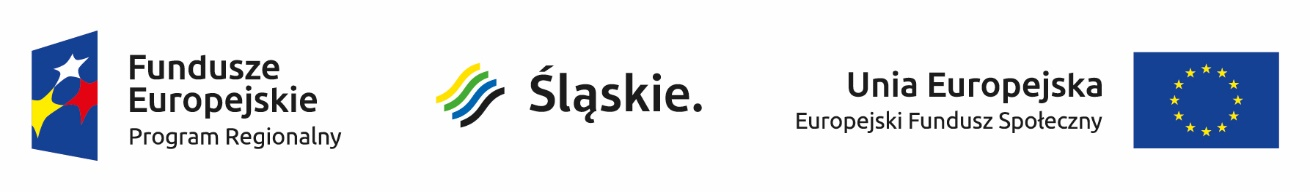 Fundusze
Europejskie
Program Regionalny
Śląskie.
Unia Europejska
Europejski Fundusz Społeczny